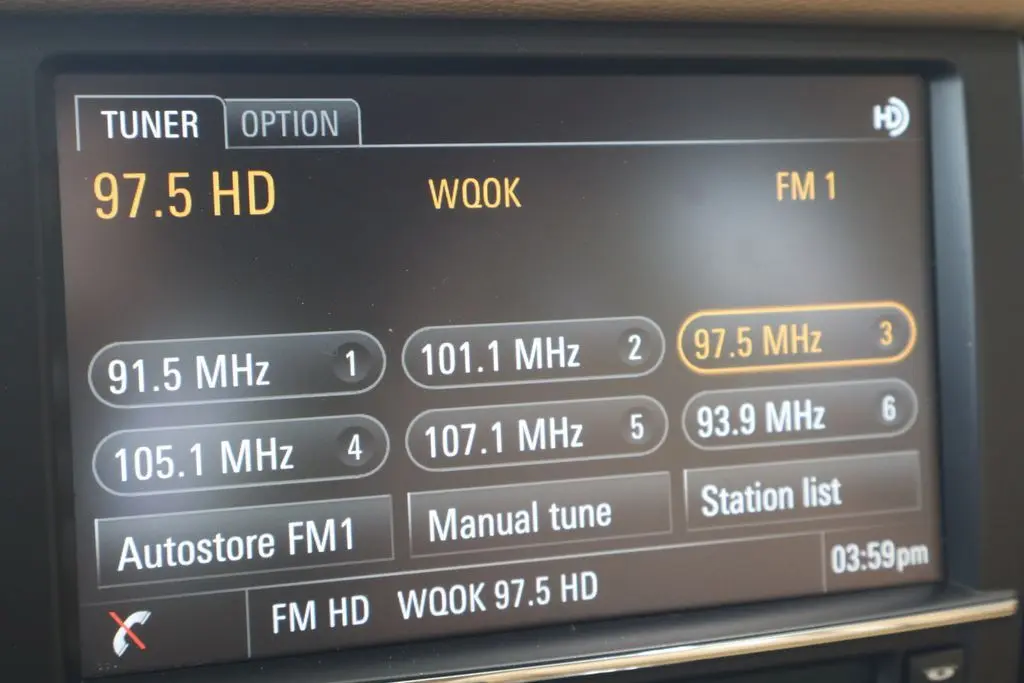 TUNER OPTION HD
97.5 HD WQOK FM 1
91.5 MHz 1 101.1 MHz 2 97.5 MHz 3
105.1 MHz 4 107.1 MHz 5 93.9 MHz 6
Autostore FM1 Manual tune Station list
FM HD WQOK 97.5 HD 03:59pm